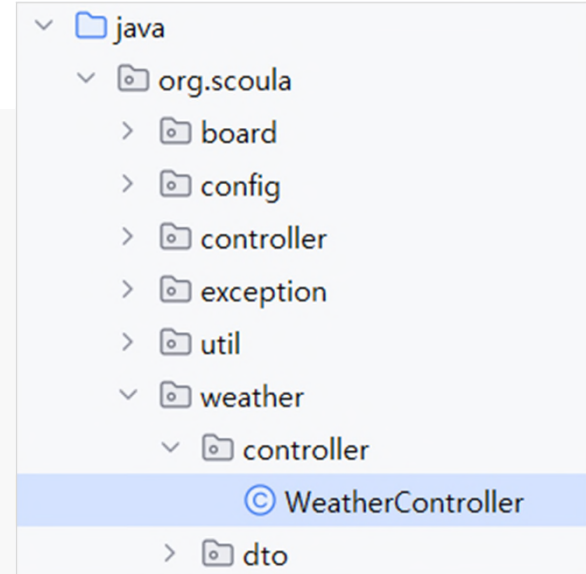 java
org.scoula
board
config
controller
exception
util
weather
controller
WeatherController
dto